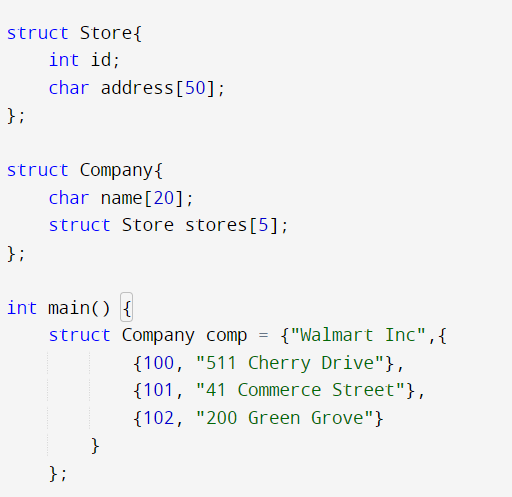 struct Store{
    int id;
    char address[50];
};

struct Company{
    char name[20];
    struct Store stores[5];
};

int main() {
    struct Company comp = {"Walmart Inc",{
            {100, "511 Cherry Drive"},
            {101, "41 Commerce Street"},
            {102, "200 Green Grove"}
        }
    };